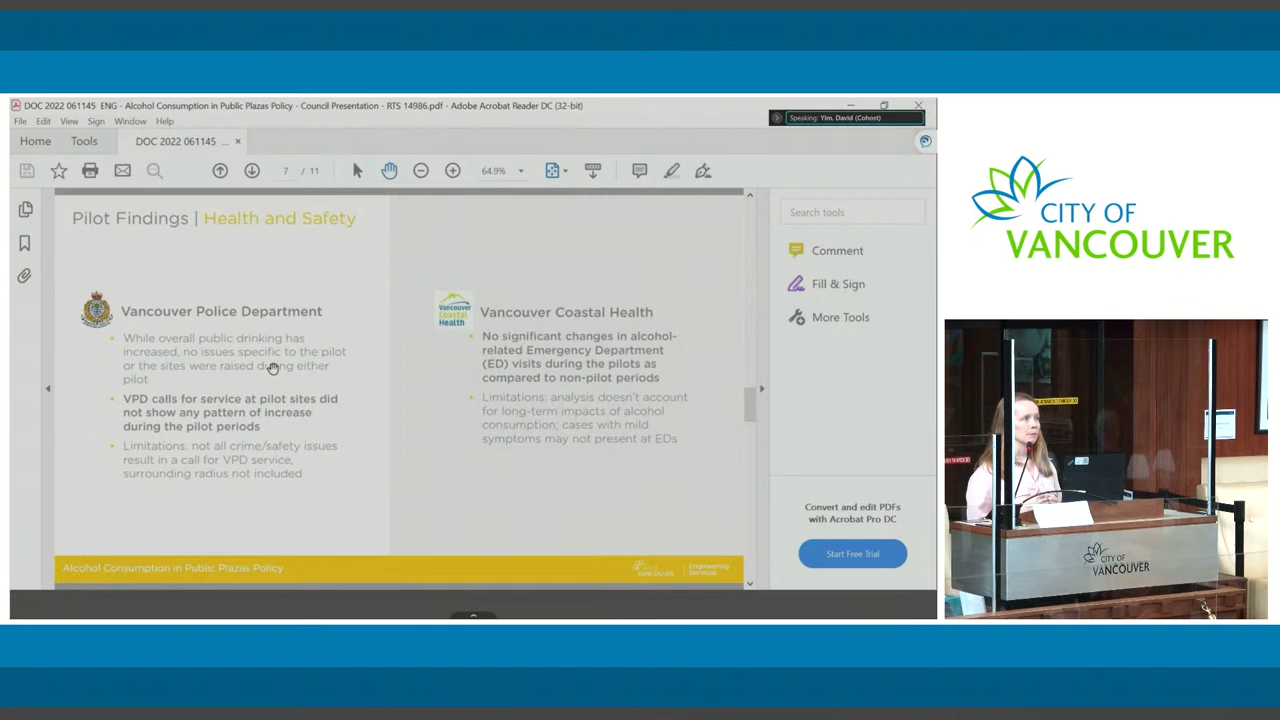 DOC 2022 061145 ENG - Alcohol Consumption in Public Plazas Policy - Council Presentation - RTS 14986.pdf - Adobe Acrobat Reader DC (32-bit)
Speaking: Yim, David (Cohost)
File Edit View Sign Window Help
Home Tools DOC 2022 061145 ... ×
7 / 11 64.9%
Pilot Findings | Health and Safety
Vancouver Police Department
While overall public drinking has
increased, no issues specific to the pilot
or the sites were raised during either
pilot
VPD calls for service at pilot sites did
not show any pattern of increase
during the pilot periods
Limitations: not all crime/safety issues
result in a call for VPD service,
surrounding radius not included
Vancouver
Coastal
Health
Vancouver Coastal Health
No significant changes in alcohol-
related Emergency Department
(ED) visits during the pilots as
compared to non-pilot periods
Limitations: analysis doesn't account
for long-term impacts of alcohol
consumption; cases with mild
symptoms may not present at EDs
Alcohol Consumption in Public Plazas Policy
VANCOUVER
Engineering
Services
Search tools
Comment
Fill & Sign
More Tools
Convert and edit PDFs
with Acrobat Pro DC
Start Free Trial
CITY OF
VANCOUVER
CITY OF
VANCOUVER